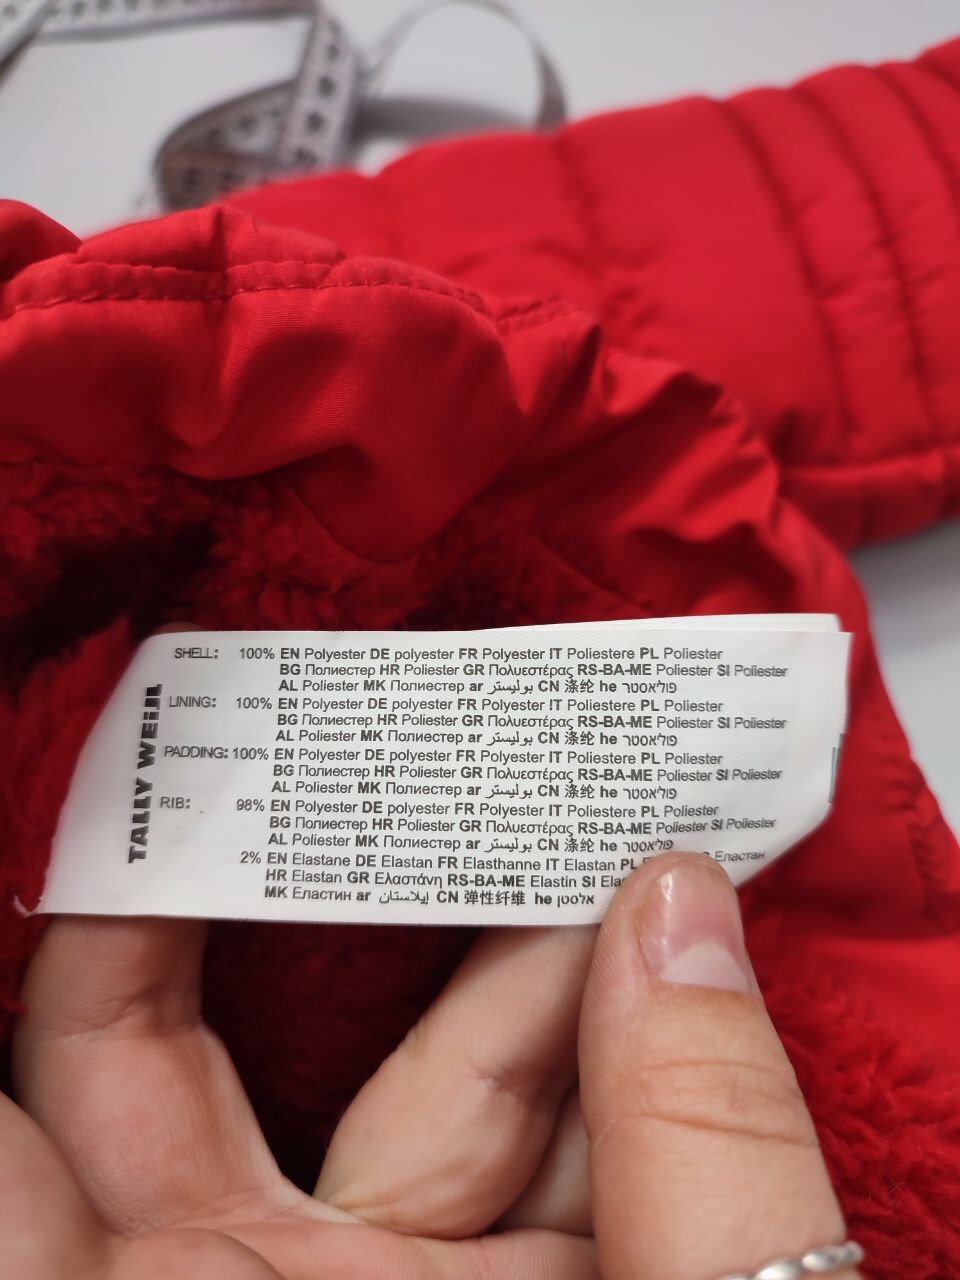 TALLY WEiJL
SHELL: 100% EN Polyester DE polyester FR Polyester IT Poliestere PL Poliester
BG Полиестер HR Poliester GR Πολυεστέρας RS-BA-ME Poliester SI Poliester
AL Poliester MK Полиестер ar بوليستر CN 涤纶 he פוליאסטר
LINING: 100% EN Polyester DE polyester FR Polyester IT Poliestere PL Poliester
BG Полиестер HR Poliester GR Πολυεστέρας RS-BA-ME Poliester SI Poliester
AL Poliester MK Полиестер ar بوليستر CN 涤纶 he פוליאסטר
PADDING: 100% EN Polyester DE polyester FR Polyester IT Poliestere PL Poliester
BG Полиестер HR Poliester GR Πολυεστέρας RS-BA-ME Poliester SI Poliester
AL Poliester MK Полиестер ar بوليستر CN 涤纶 he פוליאסטר
RIB: 98% EN Polyester DE polyester FR Polyester IT Poliestere PL Poliester
BG Полиестер HR Poliester GR Πολυεστέρας RS-BA-ME Poliester SI Poliester
AL Poliester MK Полиестер ar بوليستر CN 涤纶 he פוליאסטר
2% EN Elastane DE Elastan FR Elasthanne IT Elastan PL Еластан
HR Elastan GR Ελαστάνη RS-BA-ME Elastin SI
MK Еластин ar إيلاستان CN 弹性纤维 he אלסטן